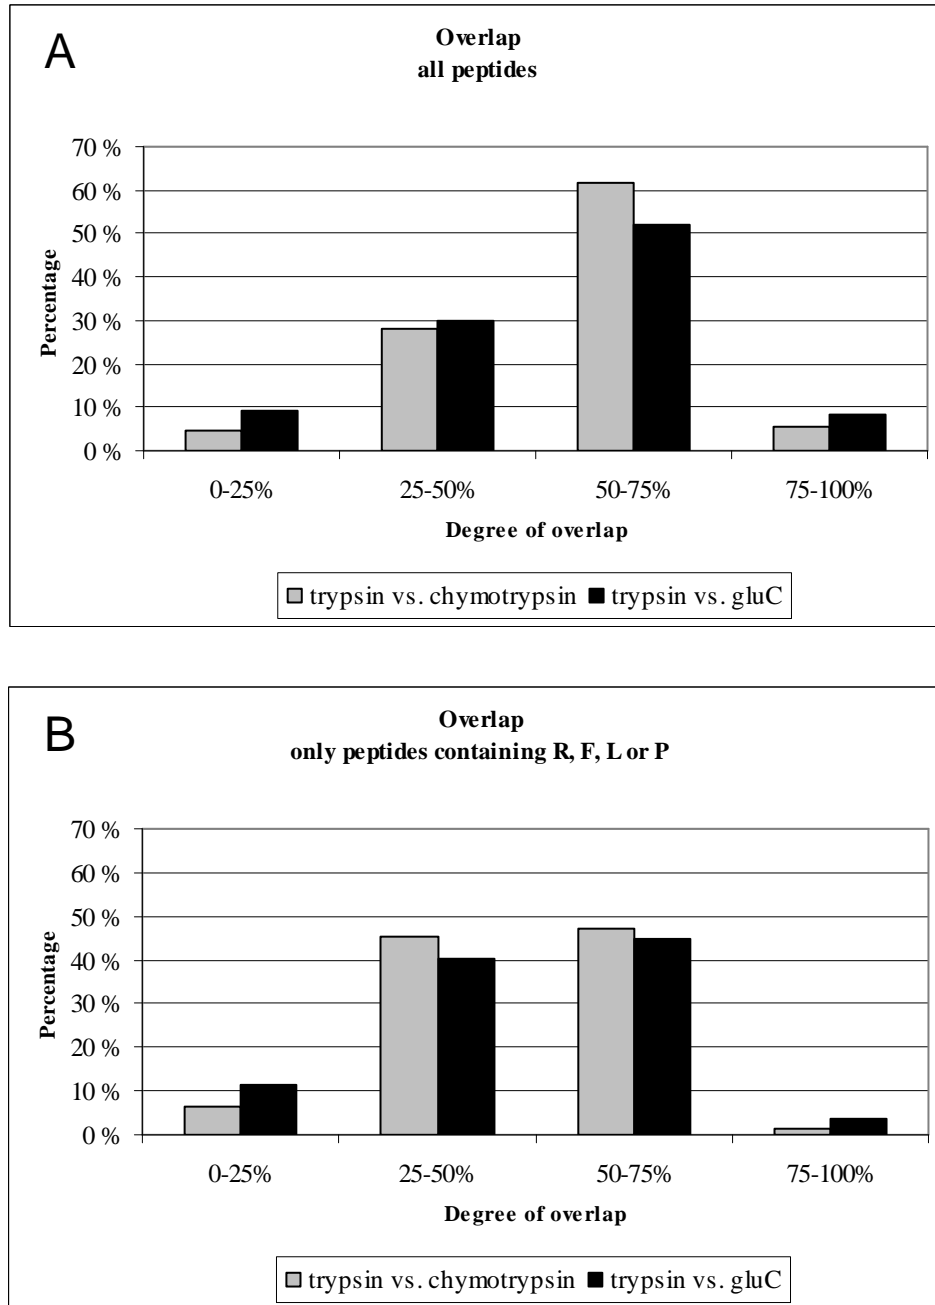 A
Overlap
all peptides
70 %
60 %
50 %
40 %
30 %
20 %
10 %
0 %
Percentage
0-25% 25-50% 50-75% 75-100%
Degree of overlap
trypsin vs. chymotrypsin trypsin vs. gluC
B
Overlap
only peptides containing R, F, L or P
70 %
60 %
50 %
40 %
30 %
20 %
10 %
0 %
Percentage
0-25% 25-50% 50-75% 75-100%
Degree of overlap
trypsin vs. chymotrypsin trypsin vs. gluC